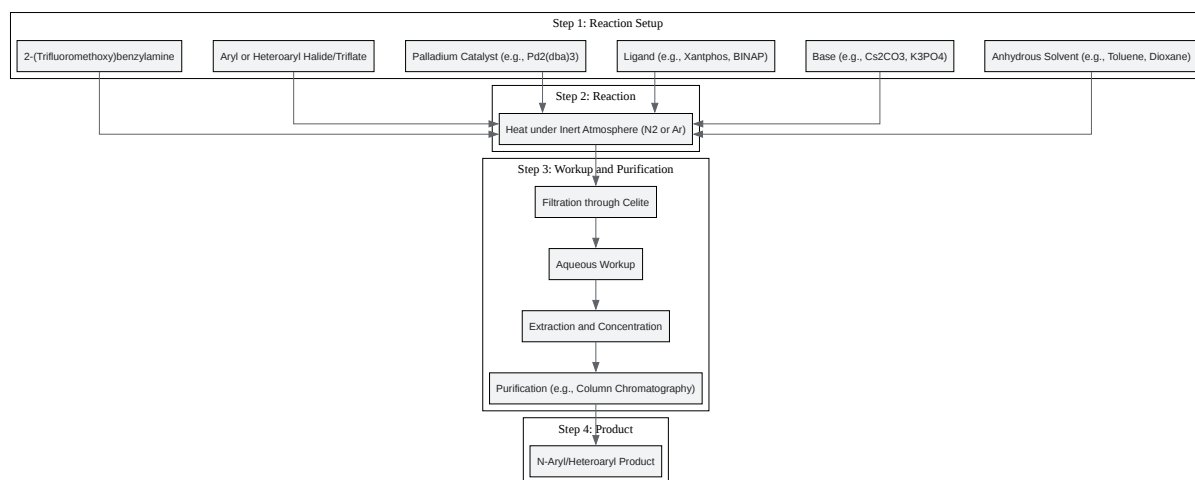 Step 1: Reaction Setup
2-(Trifluoromethoxy)benzylamine
Aryl or Heteroaryl Halide/Triflate
Palladium Catalyst (e.g., Pd2(dba)3)
Ligand (e.g., Xantphos, BINAP)
Base (e.g., Cs2CO3, K3PO4)
Anhydrous Solvent (e.g., Toluene, Dioxane)
Step 2: Reaction
Heat under Inert Atmosphere (N2 or Ar)
Step 3: Workup and Purification
Filtration through Celite
Aqueous Workup
Extraction and Concentration
Purification (e.g., Column Chromatography)
Step 4: Product
N-Aryl/Heteroaryl Product